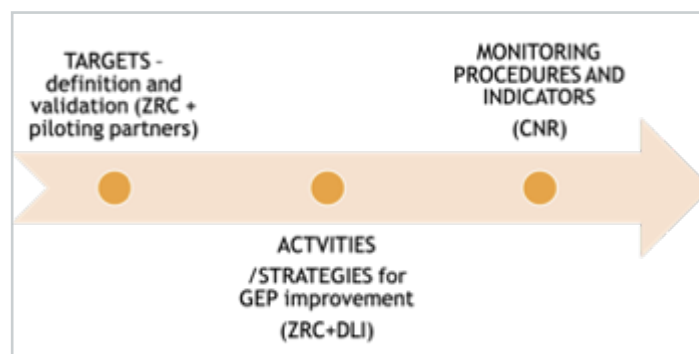 TARGETS –
definition and
validation (ZRC +
piloting partners)
ACTVITIES
/STRATEGIES for
GEP improvement
(ZRC+DLI)
MONITORING
PROCEDURES AND
INDICATORS
(CNR)